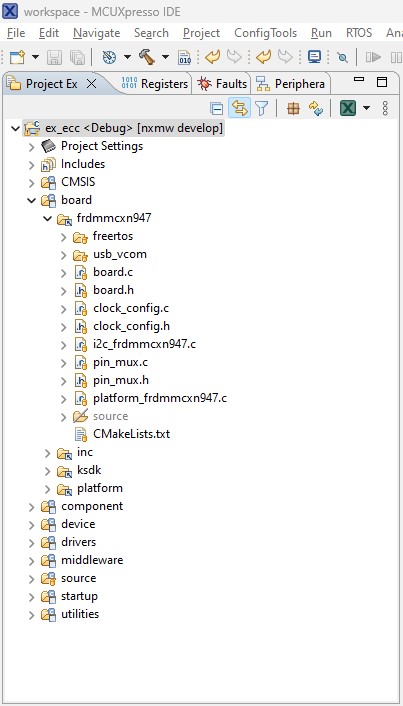 workspace - MCUXpresso IDE
File Edit Navigate Search Project ConfigTools Run RTOS Analysis
Project Ex Registers Faults Periphera
ex_ecc <Debug> [nxmw develop]
Project Settings
Includes
CMSIS
board
frdmmcxn947
freertos
usb_vcom
board.c
board.h
clock_config.c
clock_config.h
i2c_frdmmcxn947.c
pin_mux.c
pin_mux.h
platform_frdmmcxn947.c
source
CMakeLists.txt
inc
ksdk
platform
component
device
drivers
middleware
source
startup
utilities